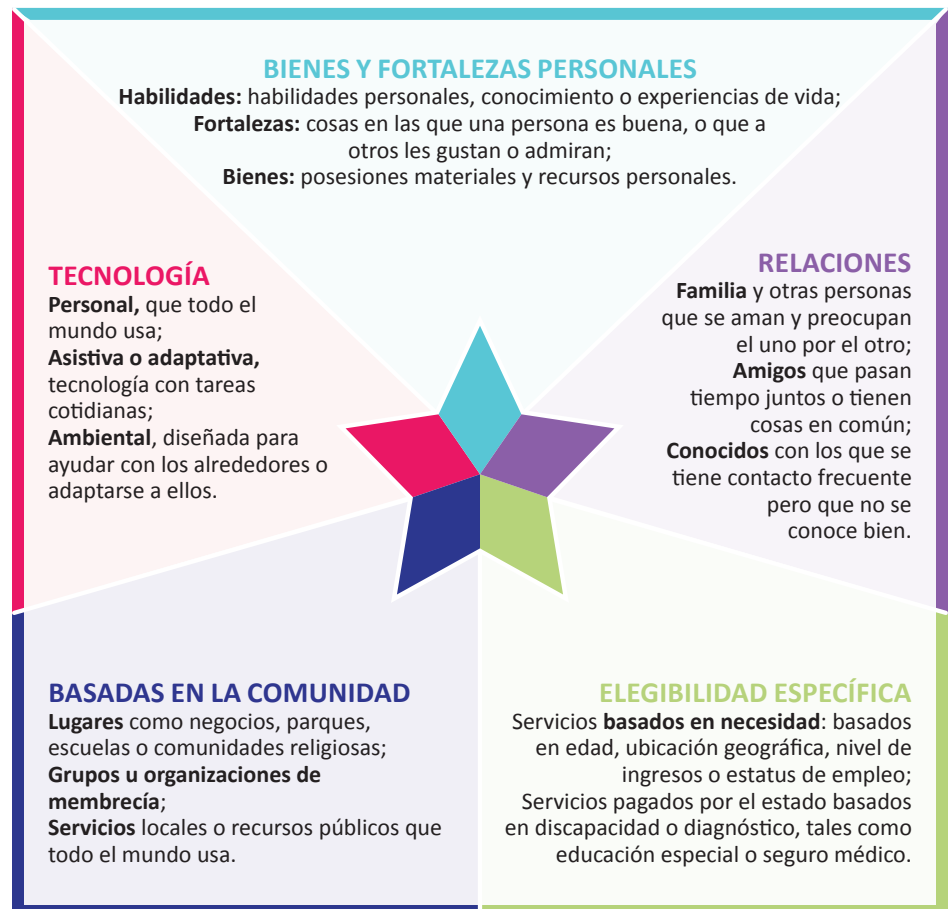 BIENES Y FORTALEZAS PERSONALES
Habilidades: habilidades personales, conocimiento o experiencias de vida;
Fortalezas: cosas en las que una persona es buena, o que a
otros les gustan o admiran;
Bienes: posesiones materiales y recursos personales.
TECNOLOGÍA
Personal, que todo el
mundo usa;
Asistiva o adaptativa,
tecnología con tareas
cotidianas;
Ambiental, diseñada para
ayudar con los alrededores o
adaptarse a ellos.
RELACIONES
Familia y otras personas
que se aman y preocupan
el uno por el otro;
Amigos que pasan
tiempo juntos o tienen
cosas en común;
Conocidos con los que se
tiene contacto frecuente
pero que no se
conoce bien.
BASADAS EN LA COMUNIDAD
Lugares como negocios, parques,
escuelas o comunidades religiosas;
Grupos u organizaciones de
membrecía;
Servicios locales o recursos públicos que
todo el mundo usa.
ELEGIBILIDAD ESPECÍFICA
Servicios basados en necesidad: basados
en edad, ubicación geográfica, nivel de
ingresos o estatus de empleo;
Servicios pagados por el estado basados
en discapacidad o diagnóstico, tales como
educación especial o seguro médico.